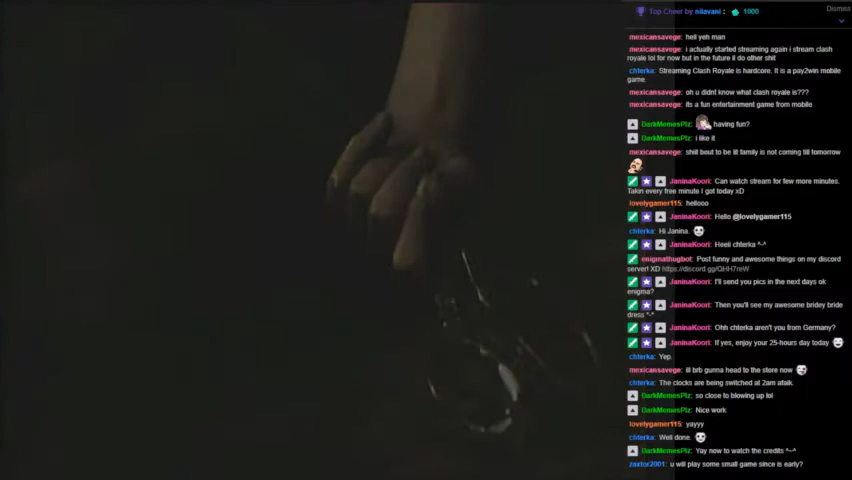 Top Cheer by nilavani : 1000
Dismiss
mexicansavege: hell yeh man
mexicansavege: i actually started streaming again i stream clash
royale lol for now but in the future il do other shit
chterka: Streaming Clash Royale is hardcore. It is a pay2win mobile
game.
mexicansavege: oh u didnt know what clash royale is???
mexicansavege: its a fun entertainment game from mobile
DarkMemesPlz: having fun?
DarkMemesPlz: i like it
mexicansavege: shiit bout to be lit family is not coming till tomorrow
JaninaKoori: Can watch stream for few more minutes.
Takin every free minute I got today xD
lovelygamer115: hellooo
JaninaKoori: Hello @lovelygamer115
chterka: Hi Janina.
JaninaKoori: Heeii chterka ^-^
enigmathugbot: Post funny and awesome things on my discord
server! XD https://discord.gg/QHH7reW
JaninaKoori: I'll send you pics in the next days ok
enigma?
JaninaKoori: Then you'll see my awesome bridey bride
dress ^-^
JaninaKoori: Ohh chterka aren't you from Germany?
JaninaKoori: If yes, enjoy your 25-hours day today
chterka: Yep.
mexicansavege: ill brb gunna head to the store now
chterka: The clocks are being switched at 2am afaik.
DarkMemesPlz: so close to blowing up lol
DarkMemesPlz: Nice work
lovelygamer115: yayyy
chterka: Well done.
DarkMemesPlz: Yay now to watch the credits ^-^
zaxtor2001: u will play some small game since is early?